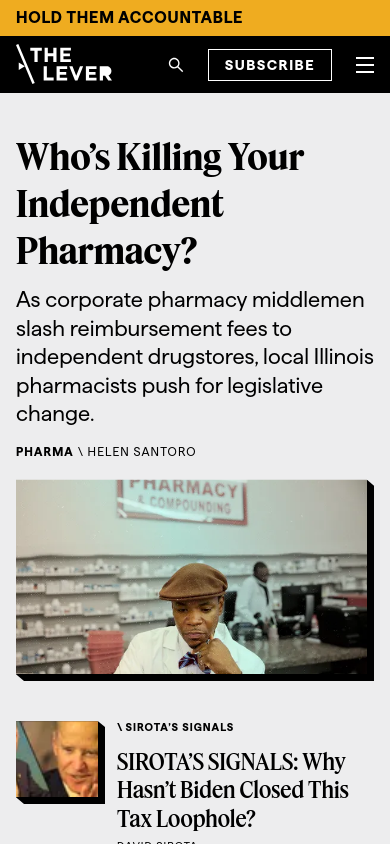 HOLD THEM ACCOUNTABLE
THE
LEVER
SUBSCRIBE
Who’s Killing Your
Independent
Pharmacy?
As corporate pharmacy middlemen
slash reimbursement fees to
independent drugstores, local Illinois
pharmacists push for legislative
change.
PHARMA \ HELEN SANTORO
PHARMACY
& COMPOUNDING
\ SIROTA’S SIGNALS
SIROTA’S SIGNALS: Why
Hasn’t Biden Closed This
Tax Loophole?
DAVID SIROTA